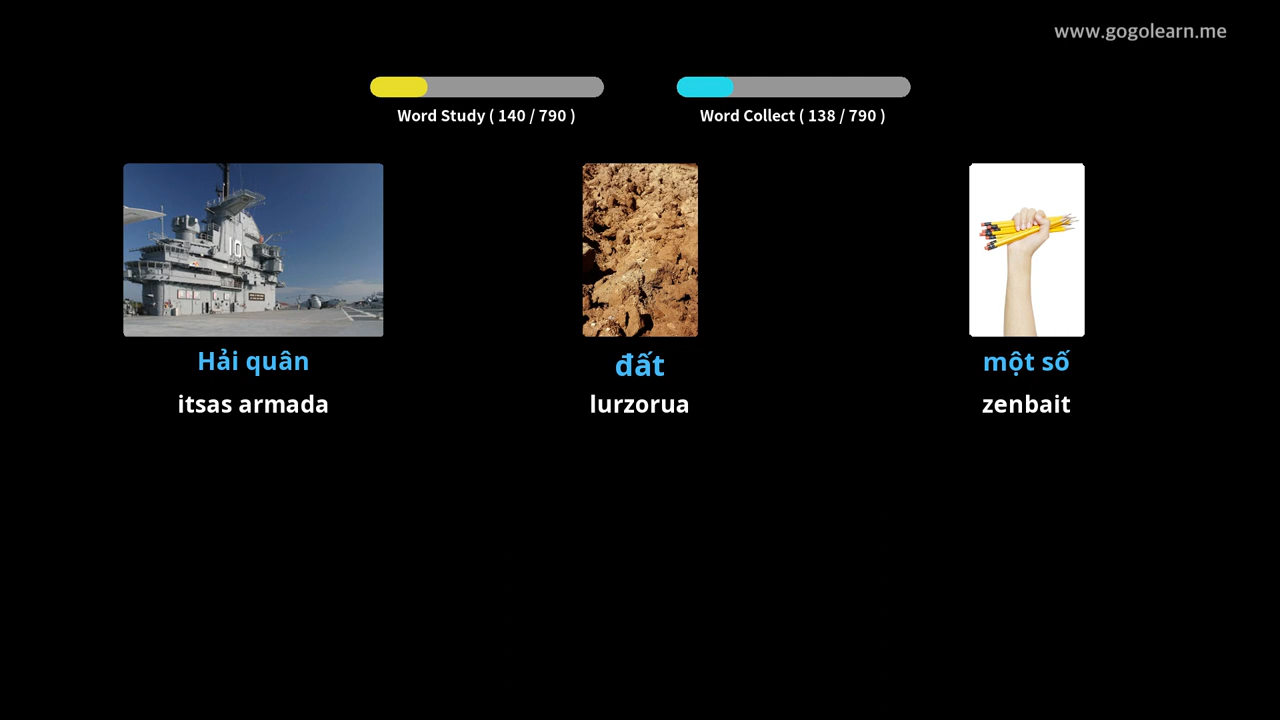 www.gogolearn.me
Word Study ( 140 / 790 )
Word Collect ( 138 / 790 )
10
Hải quân
đất
một số
itsas armada
lurzorua
zenbait